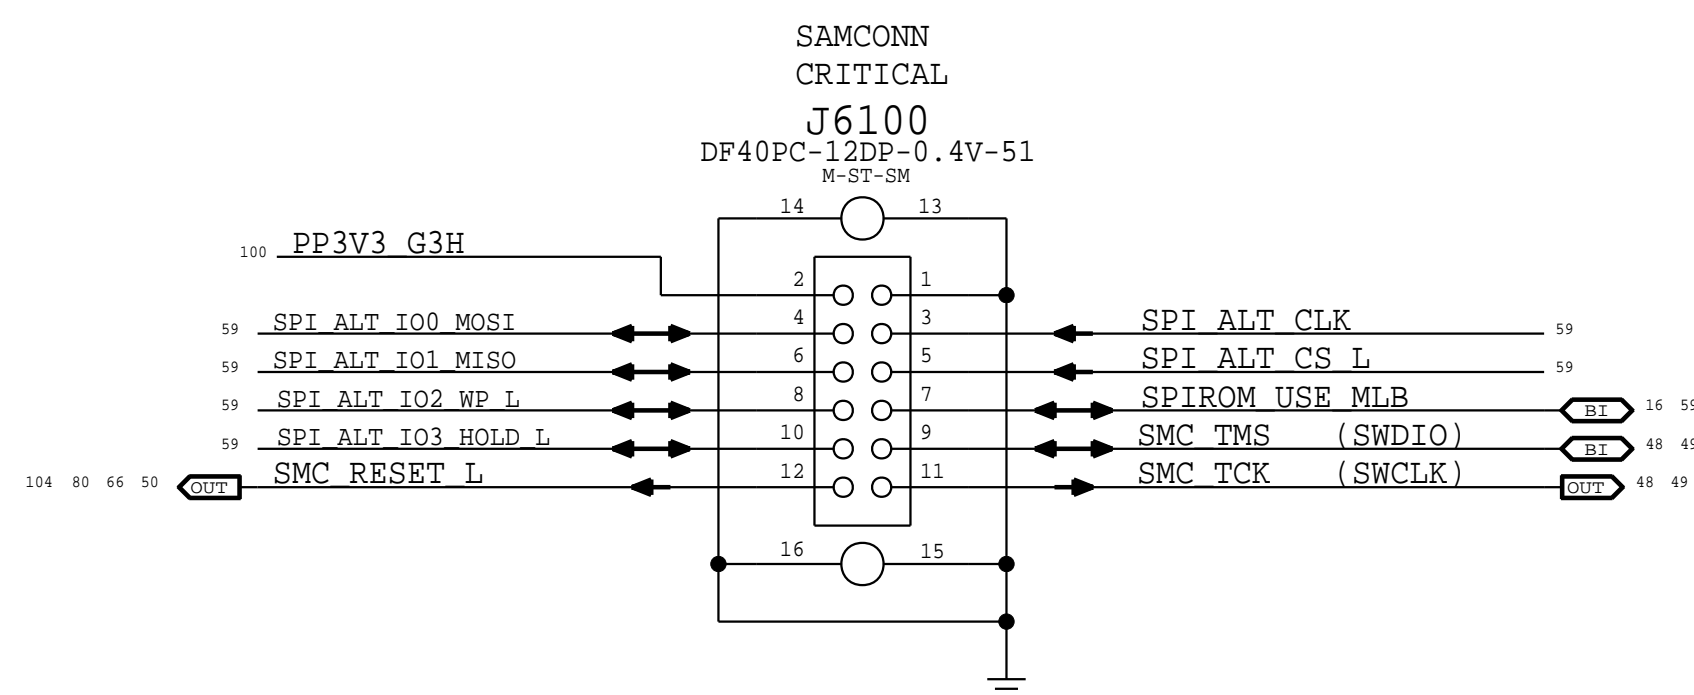 SAMCONN
CRITICAL
J6100
DF40PC-12DP-0.4V-51
M-ST-SM
14 13
100 PP3V3_G3H
2 1
59 SPI_ALT_IO0_MOSI 4 3 SPI_ALT_CLK 59
59 SPI_ALT_IO1_MISO 6 5 SPI_ALT_CS_L 59
59 SPI_ALT_IO2_WP_L 8 7 SPIROM_USE_MLB BI 16 59
59 SPI_ALT_IO3_HOLD_L 10 9 SMC_TMS (SWDIO) BI 48 49
104 80 66 50 OUT SMC_RESET_L 12 11 SMC_TCK (SWCLK) OUT 48 49
16 15